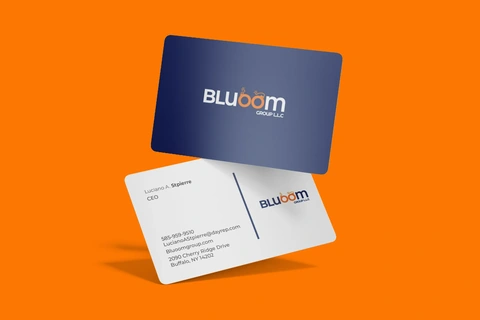 BLuoom
GROUP L.L.C
Luciano A. Stpierre
CEO
BLuoom
GROUP L.L.C
585-959-9510
LucianoAStpierre@dayrep.com
Bluoomgroup.com
2090 Cherry Ridge Drive
Buffalo, NY 14202